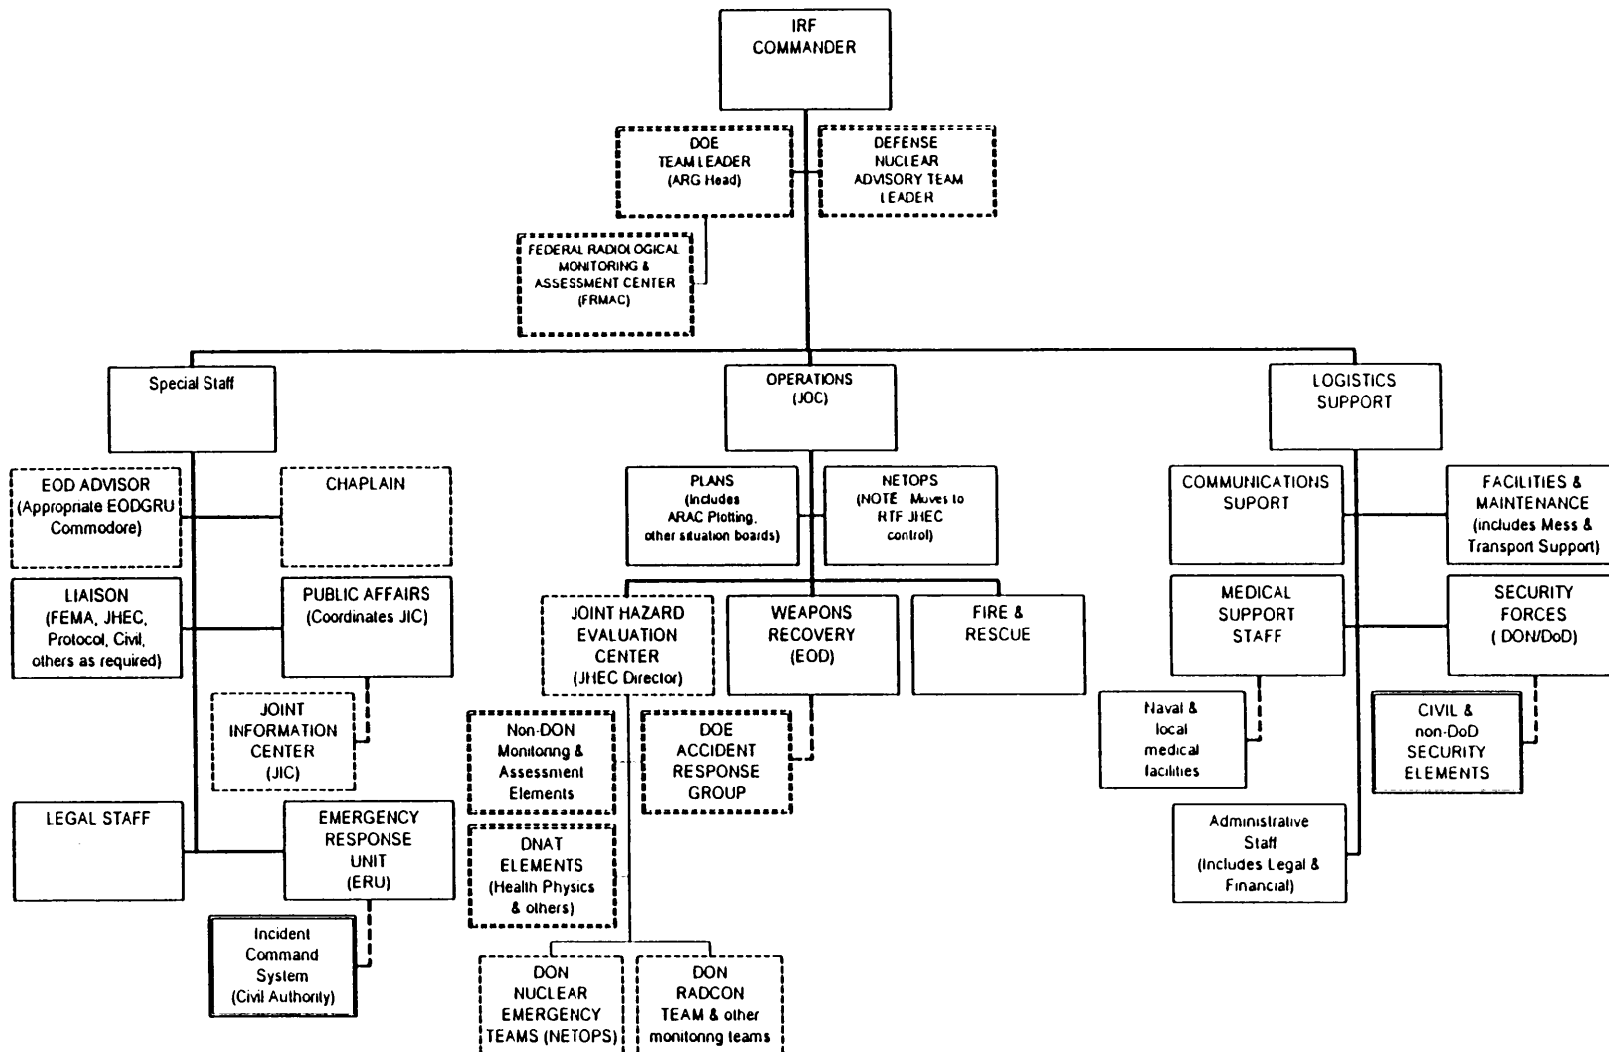 IRF
COMMANDER
DOE
TEAM LEADER
(ARG Head)
DEFENSE
NUCLEAR
ADVISORY TEAM
LEADER
FEDERAL RADIOLOGICAL
MONITORING &
ASSESSMENT CENTER
(FRMAC)
Special Staff
OPERATIONS
(JOC)
LOGISTICS
SUPPORT
EOD ADVISOR
(Appropriate EODGRU
Commodore)
CHAPLAIN
PLANS
(Includes
ARAC Plotting,
other situation boards)
NETOPS
(NOTE Moves to
RTF JHEC
control)
COMMUNICATIONS
SUPORT
FACILITIES &
MAINTENANCE
(includes Mess &
Transport Support)
LIAISON
(FEMA, JHEC,
Protocol, Civil,
others as required)
PUBLIC AFFAIRS
(Coordinates JIC)
JOINT HAZARD
EVALUATION
CENTER
(JHEC Director)
WEAPONS
RECOVERY
(EOD)
FIRE &
RESCUE
MEDICAL
SUPPORT
STAFF
SECURITY
FORCES
( DON/DoD)
JOINT
INFORMATION
CENTER
(JIC)
Non-DON
Monitoring &
Assessment
Elements
DOE
ACCIDENT
RESPONSE
GROUP
Naval &
local
medical
facilities
CIVIL &
non-DoD
SECURITY
ELEMENTS
LEGAL STAFF
EMERGENCY
RESPONSE
UNIT
(ERU)
DNAT
ELEMENTS
(Health Physics
& others)
Administrative
Staff
(Includes Legal &
Financial)
Incident
Command
System
(Civil Authority)
DON
NUCLEAR
EMERGENCY
TEAMS (NETOPS)
DON
RADCON
TEAM & other
monitoring teams